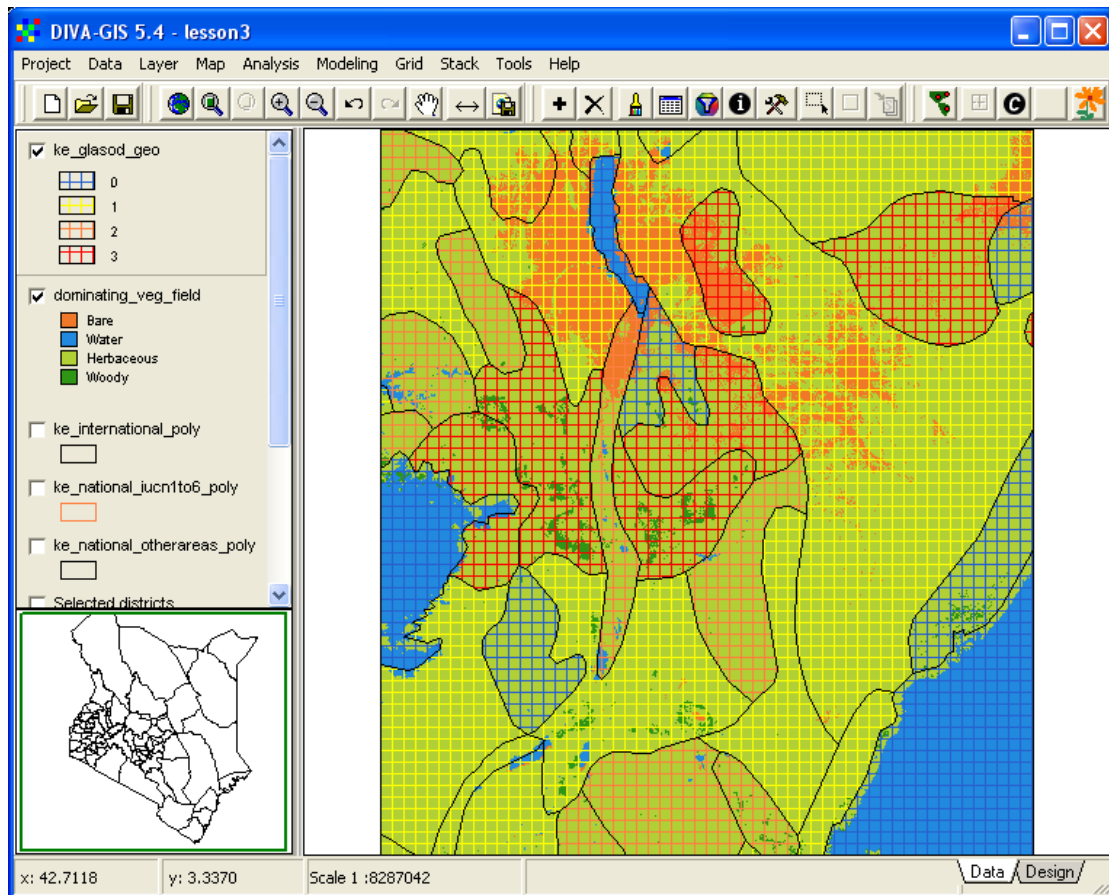 DIVA-GIS 5.4 - lesson3
Project Data Layer Map Analysis Modeling Grid Stack Tools Help
ke_glasod_geo
0
1
2
3
dominating_veg_field
Bare
Water
Herbaceous
Woody
ke_international_poly
ke_national_iucn1to6_poly
ke_national_otherareas_poly
Selected districts
x: 42.7118 y: 3.3370 Scale 1 :8287042 Data Design